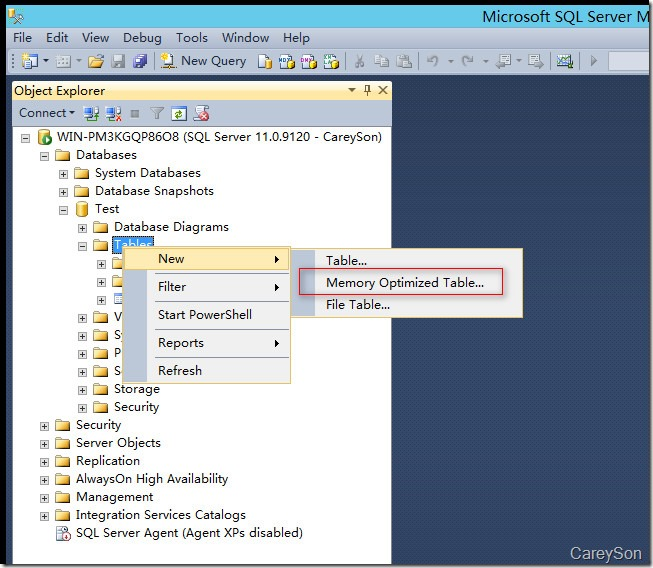 Microsoft SQL Server M
File Edit View Debug Tools Window Help
New Query
Object Explorer
Connect
WIN-PM3KGQP86O8 (SQL Server 11.0.9120 - CareySon)
Databases
System Databases
Database Snapshots
Test
Database Diagrams
Tables
New
Filter
Start PowerShell
Reports
Refresh
Table...
Memory Optimized Table...
File Table...
V
Sy
P
Se
Storage
Security
Security
Server Objects
Replication
AlwaysOn High Availability
Management
Integration Services Catalogs
SQL Server Agent (Agent XPs disabled)
CareySon